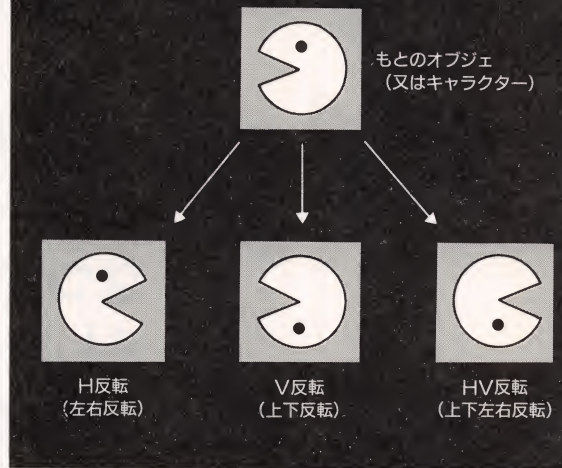 もとのオブジェ
（又はキャラクター）
H反転
（左右反転）
V反転
（上下反転）
HV反転
（上下左右反転）